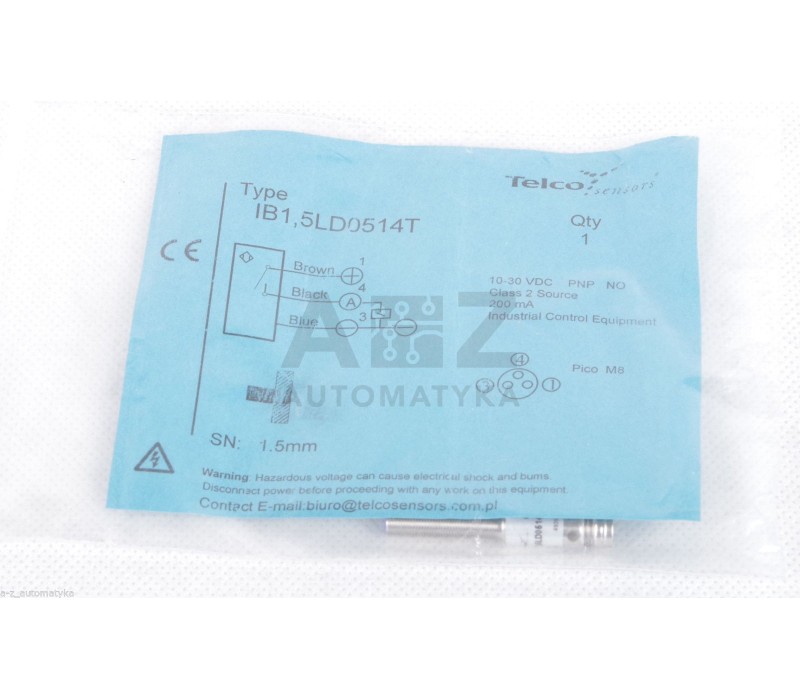 Telco sensors
Type
IB1,5LD0514T
Qty
1
CE
Brown 1
Black 4
A
Blue 3
10-30 VDC PNP NO
Class 2 Source
200 mA
Industrial Control Equipment
4
3 1
Pico M8
A-Z
AUTOMATYKA
SN: 1.5mm
Warning: Hazardous voltage can cause electrical shock and burns.
Disconnect power before proceeding with any work on this equipment.
Contact E-mail:biuro@telcosensors.com.pl
a-z_automatyka